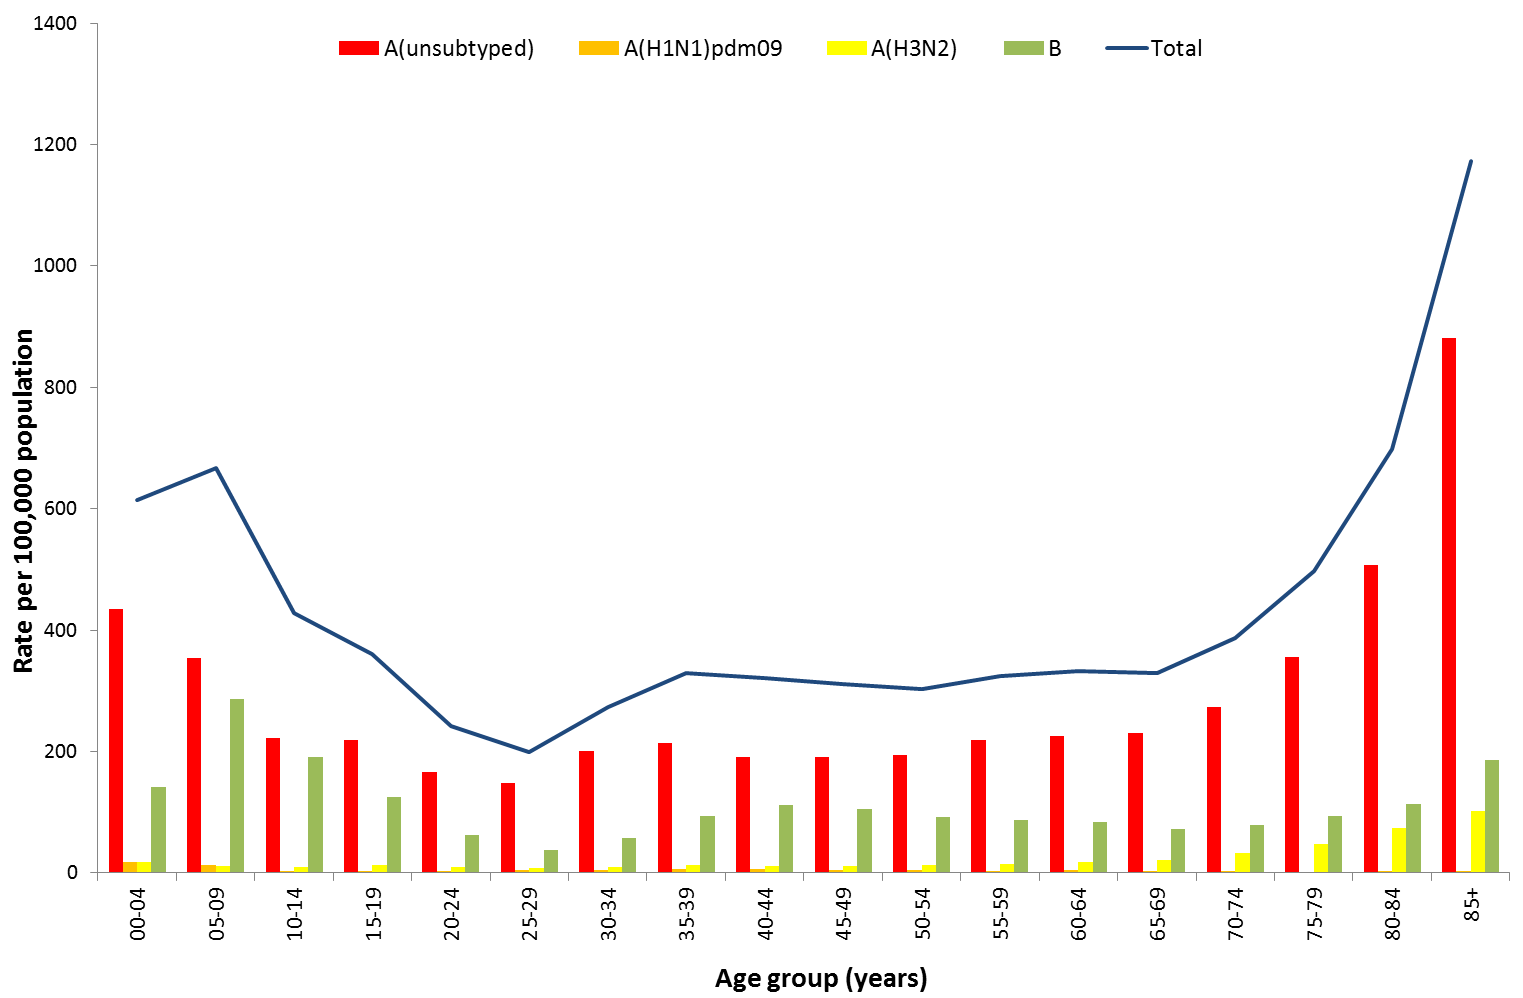 1400
A(unsubtyped) A(H1N1)pdm09 A(H3N2) B Total
1200
1000
800
600
400
200
0
Rate per 100,000 population
00-04 05-09 10-14 15-19 20-24 25-29 30-34 35-39 40-44 45-49 50-54 55-59 60-64 65-69 70-74 75-79 80-84 85+
Age group (years)